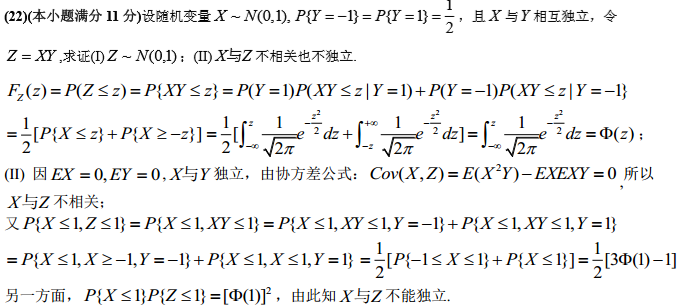 (22)(本小题满分 11 分)设随机变量 X ~ N(0,1), P{Y = −1} = P{Y = 1} = 1/2 , 且 X 与 Y 相互独立，令
Z = XY ,求证(I) Z ~ N(0,1)；(II) X与Z 不相关也不独立.
F_Z(z) = P(Z ≤ z) = P{XY ≤ z} = P(Y = 1)P(XY ≤ z | Y = 1) + P(Y = −1)P(XY ≤ z | Y = −1}
= 1/2[P{X ≤ z} + P{X ≥ −z}] = 1/2[∫_{−∞}^{z} 1/√(2π) e^{−z²/2} dz + ∫_{−z}^{+∞} 1/√(2π) e^{−z²/2} dz] = ∫_{−∞}^{z} 1/√(2π) e^{−z²/2} dz = Φ(z)；
(II) 因 EX = 0, EY = 0 , X与Y 独立，由协方差公式：Cov(X, Z) = E(X²Y) − EXEXY = 0 ,所以
X与Z 不相关；
又 P{X ≤ 1, Z ≤ 1} = P{X ≤ 1, XY ≤ 1} = P{X ≤ 1, XY ≤ 1, Y = −1} + P{X ≤ 1, XY ≤ 1, Y = 1}
= P{X ≤ 1, X ≥ −1, Y = −1} + P{X ≤ 1, X ≤ 1, Y = 1} = 1/2[P{−1 ≤ X ≤ 1} + P{X ≤ 1}] = 1/2[3Φ(1) − 1]
另一方面， P{X ≤ 1}P{Z ≤ 1} = [Φ(1)]² ，由此知 X与Z 不能独立.